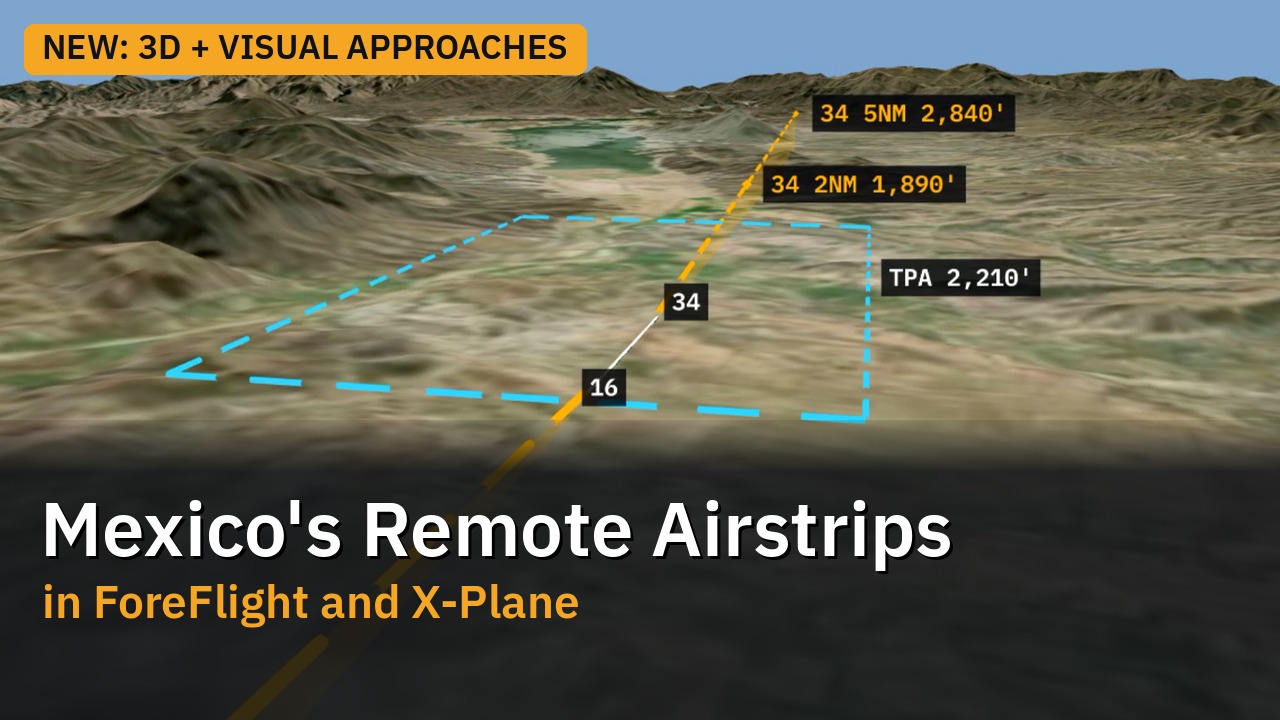 NEW: 3D + VISUAL APPROACHES
34 5NM 2,840'
34 2NM 1,890'
TPA 2,210'
34
16
Mexico's Remote Airstrips
in ForeFlight and X-Plane